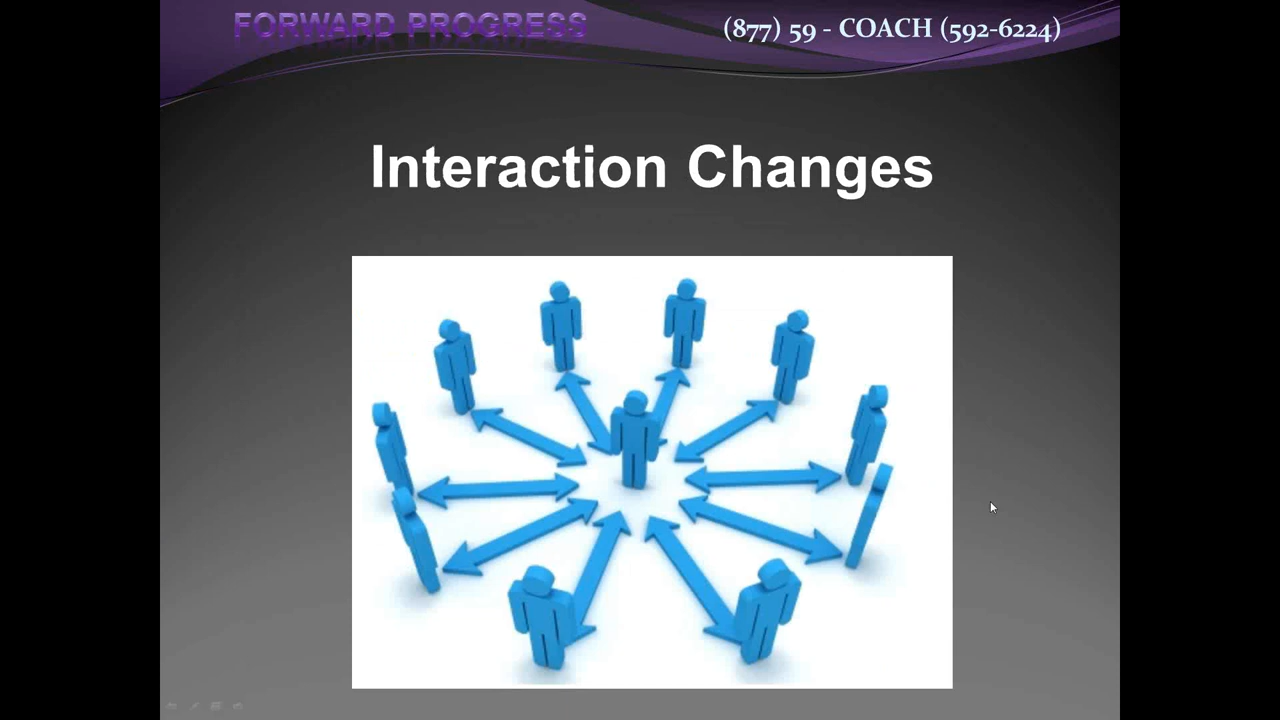 FORWARD PROGRESS
(877) 59 - COACH (592-6224)
Interaction Changes